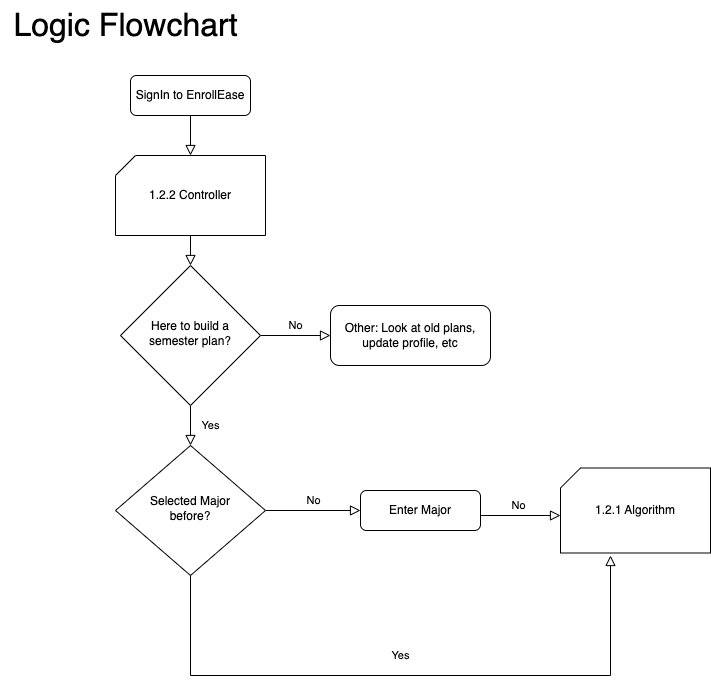 Logic Flowchart
SignIn to EnrollEase
1.2.2 Controller
Here to build a
semester plan?
No
Other: Look at old plans,
update profile, etc
Yes
Selected Major
before?
No
Enter Major
No
1.2.1 Algorithm
Yes